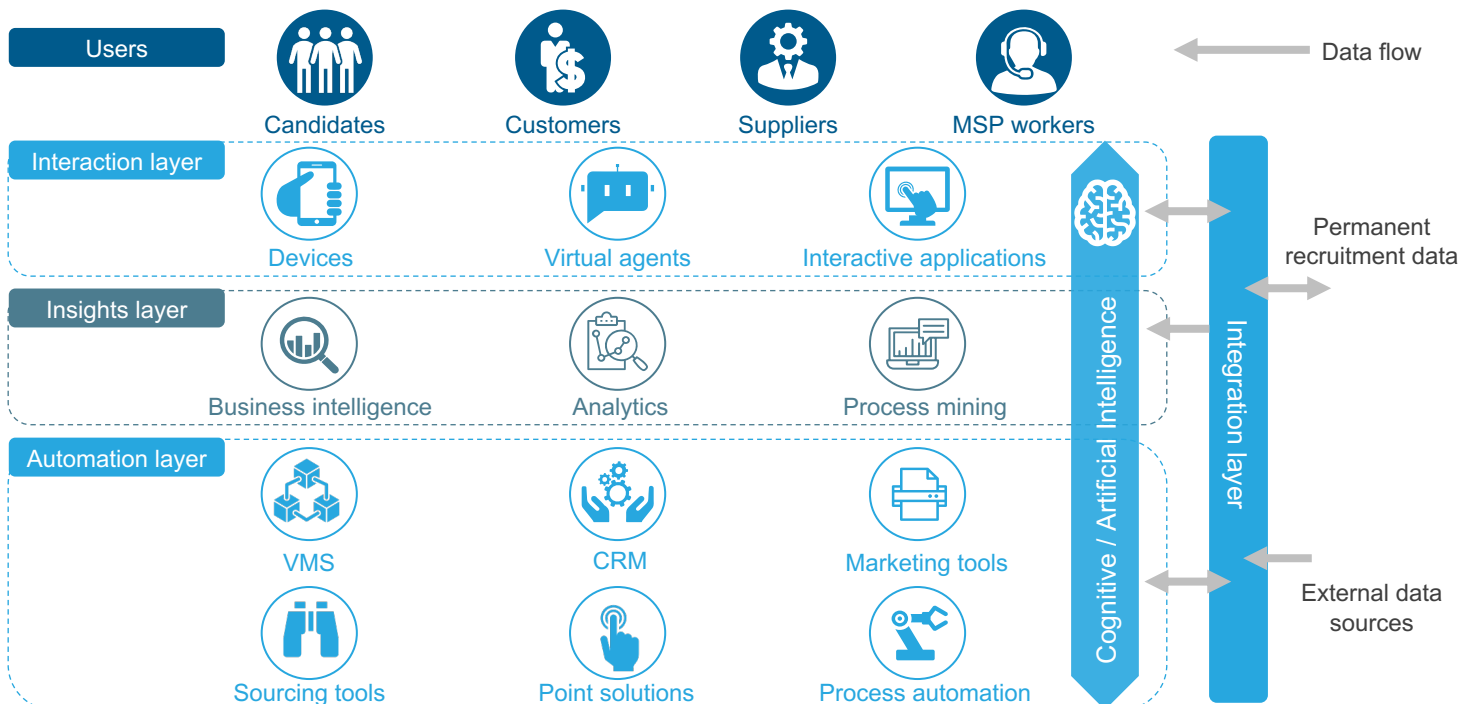 Users
Candidates
Customers
Suppliers
MSP workers
Data flow
Interaction layer
Devices
Virtual agents
Interactive applications
Insights layer
Business intelligence
Analytics
Process mining
Automation layer
VMS
CRM
Marketing tools
Sourcing tools
Point solutions
Process automation
Cognitive / Artificial Intelligence
Integration layer
Permanent
recruitment data
External data
sources